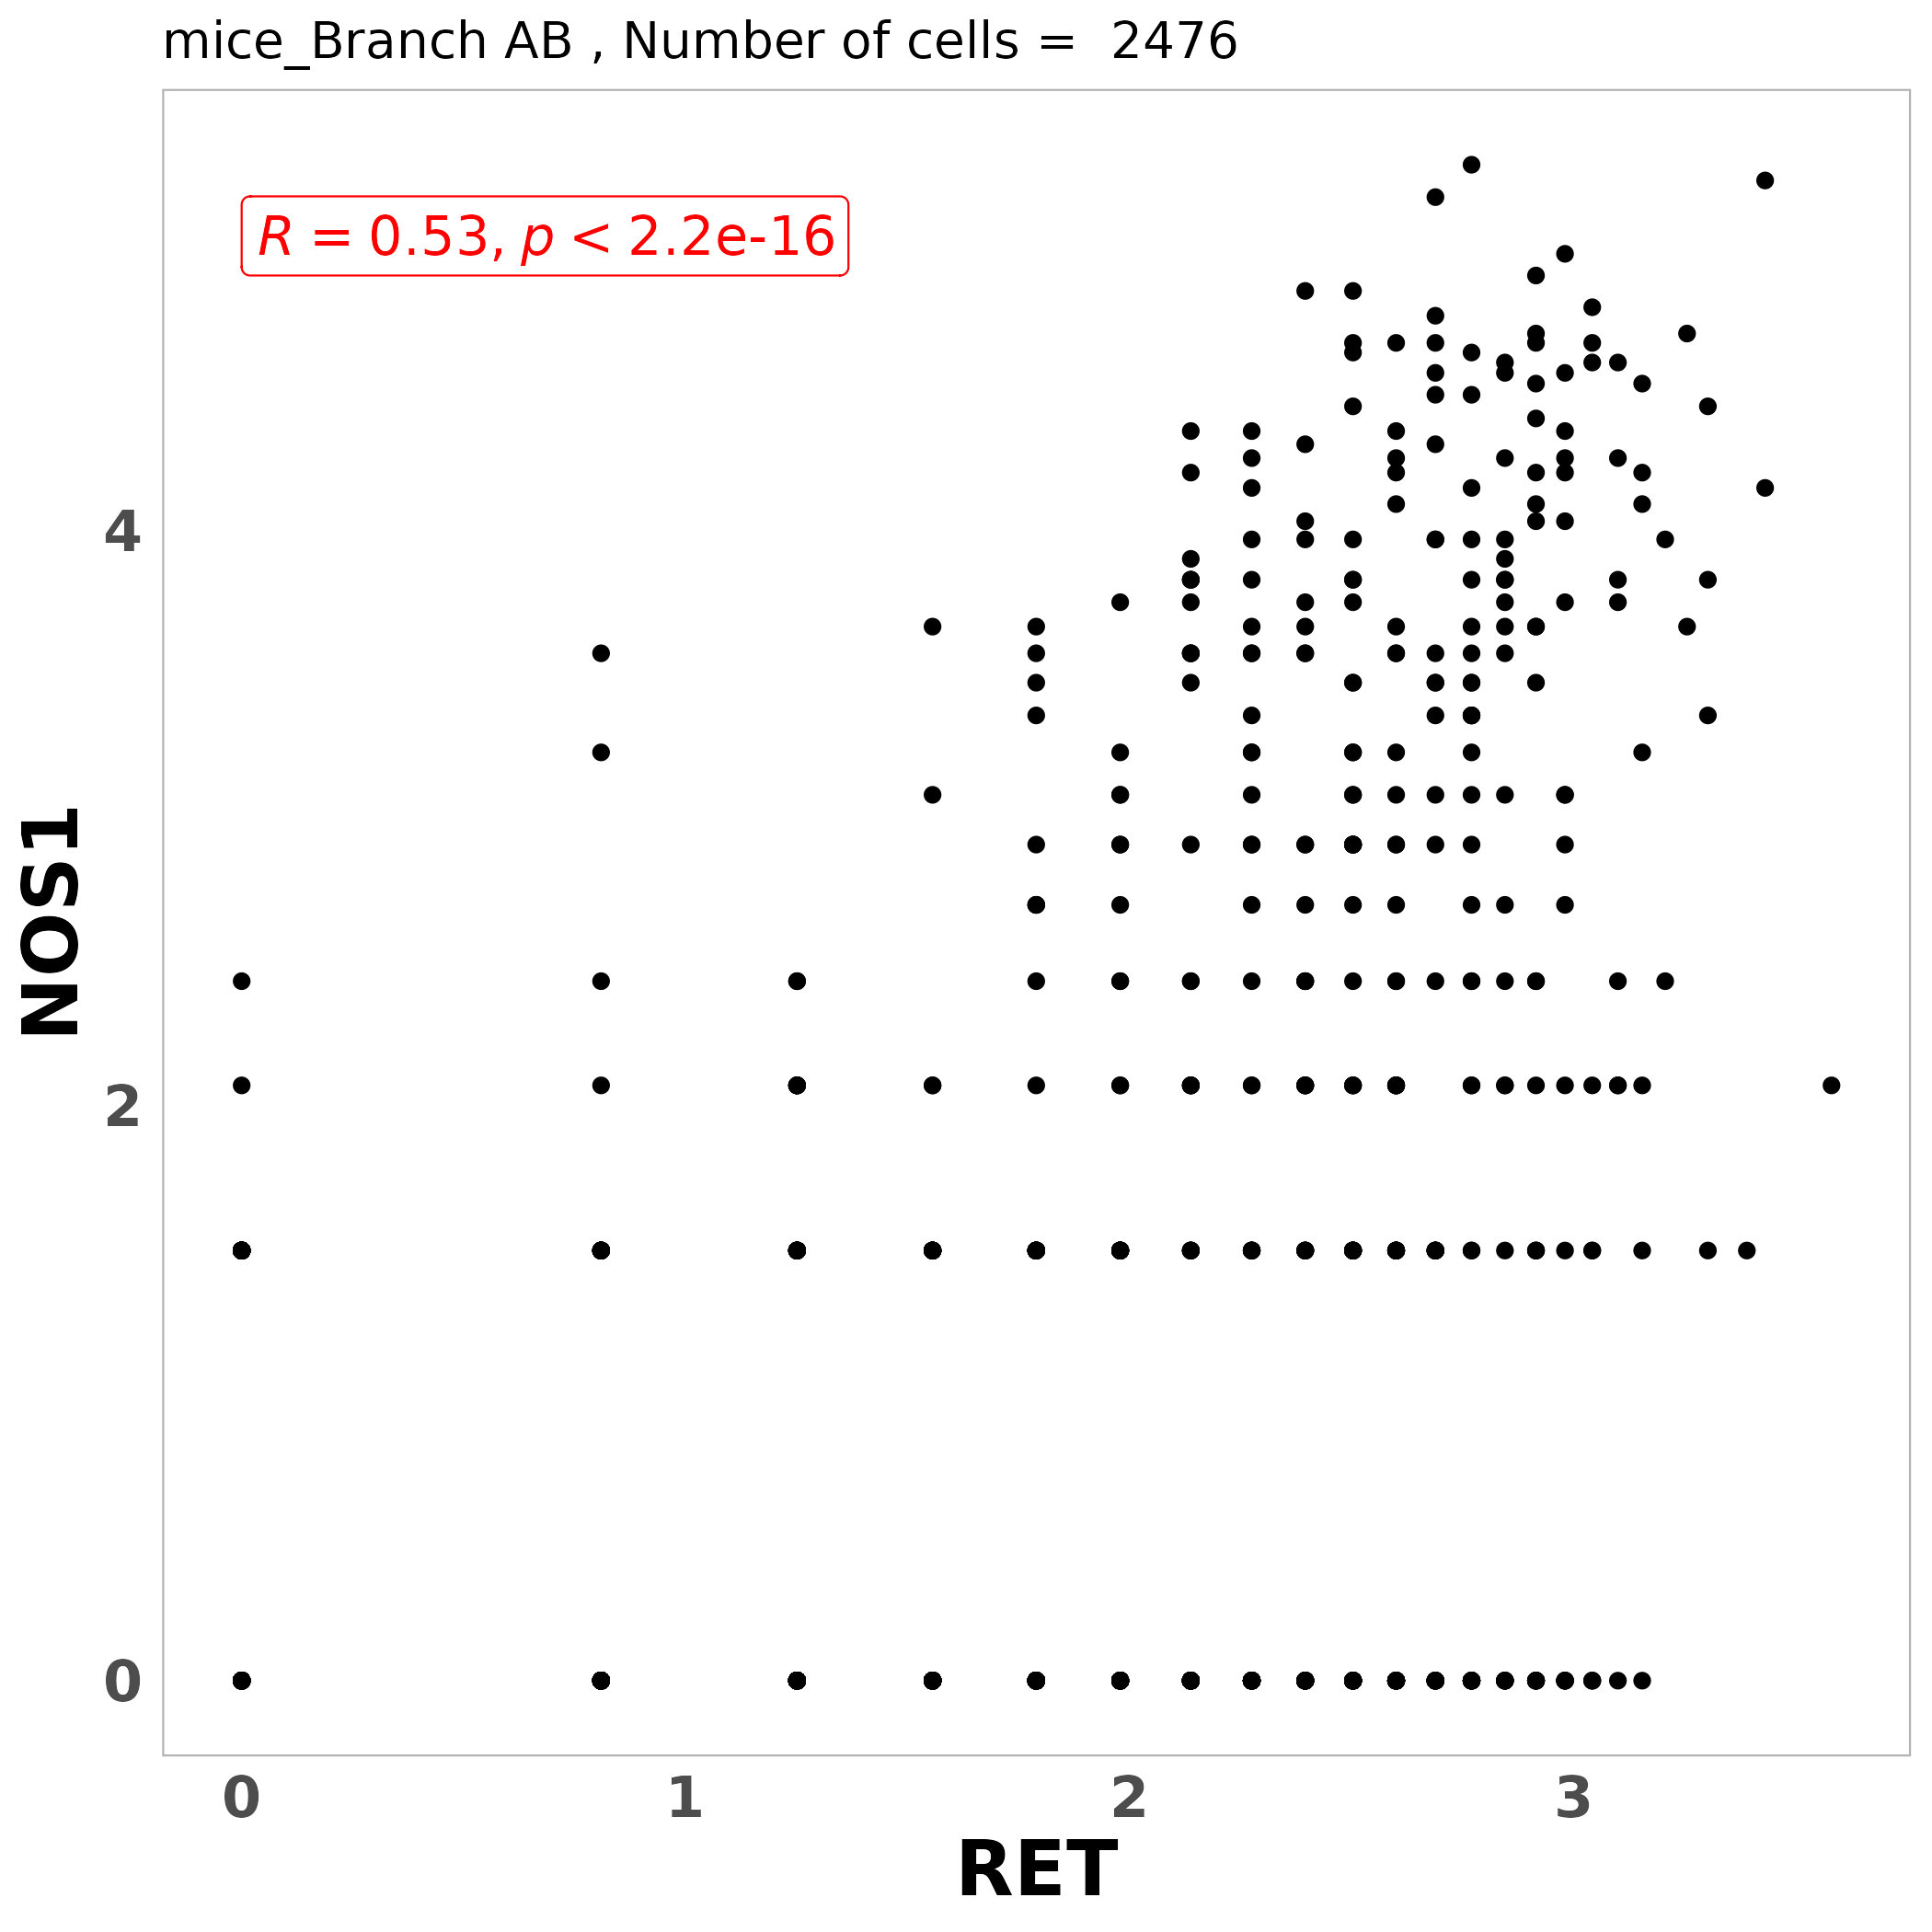 mice_Branch AB , Number of cells =  2476
R = 0.53, p < 2.2e-16
4
2
0
NOS1
0 1 2 3
RET